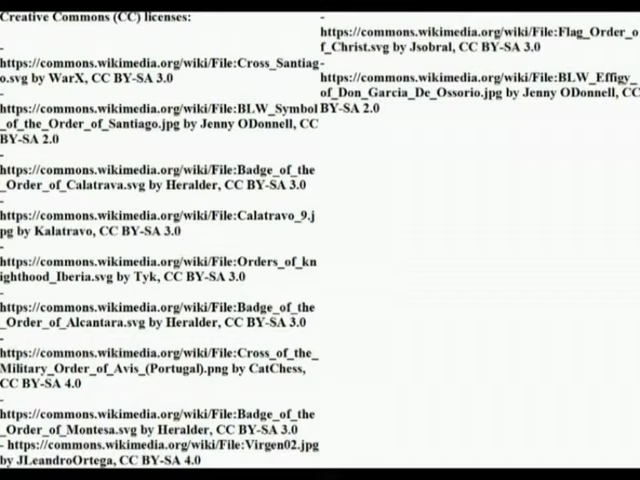 Creative Commons (CC) licenses:
-
https://commons.wikimedia.org/wiki/File:Cross_Santiag
o.svg by WarX, CC BY-SA 3.0
-
https://commons.wikimedia.org/wiki/File:BLW_Symbol
_of_the_Order_of_Santiago.jpg by Jenny ODonnell, CC
BY-SA 2.0
-
https://commons.wikimedia.org/wiki/File:Badge_of_the
_Order_of_Calatrava.svg by Heralder, CC BY-SA 3.0
-
https://commons.wikimedia.org/wiki/File:Calatravo_9.j
pg by Kalatravo, CC BY-SA 3.0
-
https://commons.wikimedia.org/wiki/File:Orders_of_kn
ighthood_Iberia.svg by Tyk, CC BY-SA 3.0
-
https://commons.wikimedia.org/wiki/File:Badge_of_the
_Order_of_Alcantara.svg by Heralder, CC BY-SA 3.0
-
https://commons.wikimedia.org/wiki/File:Cross_of_the_
Military_Order_of_Avis_(Portugal).png by CatChess,
CC BY-SA 4.0
-
https://commons.wikimedia.org/wiki/File:Badge_of_the
_Order_of_Montesa.svg by Heralder, CC BY-SA 3.0
- https://commons.wikimedia.org/wiki/File:Virgen02.jpg
by JLeandroOrtega, CC BY-SA 4.0
-
https://commons.wikimedia.org/wiki/File:Flag_Order_o
f_Christ.svg by Jsobral, CC BY-SA 3.0
-
https://commons.wikimedia.org/wiki/File:BLW_Effigy_
of_Don_Garcia_De_Ossorio.jpg by Jenny ODonnell, CC
BY-SA 2.0